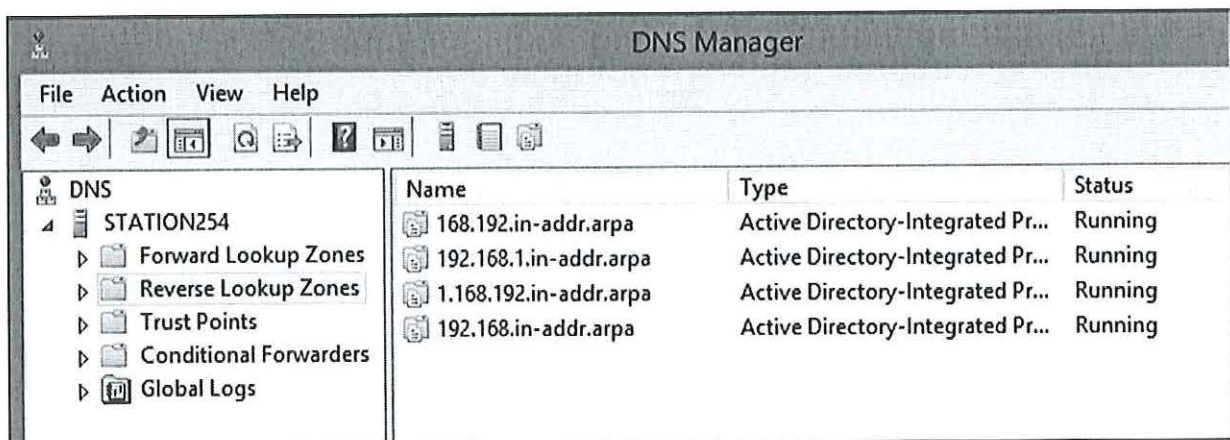 DNS Manager
File Action View Help
DNS
STATION254
Forward Lookup Zones
Reverse Lookup Zones
Trust Points
Conditional Forwarders
Global Logs
Name Type Status
168.192.in-addr.arpa Active Directory-Integrated Pr... Running
192.168.1.in-addr.arpa Active Directory-Integrated Pr... Running
1.168.192.in-addr.arpa Active Directory-Integrated Pr... Running
192.168.in-addr.arpa Active Directory-Integrated Pr... Running